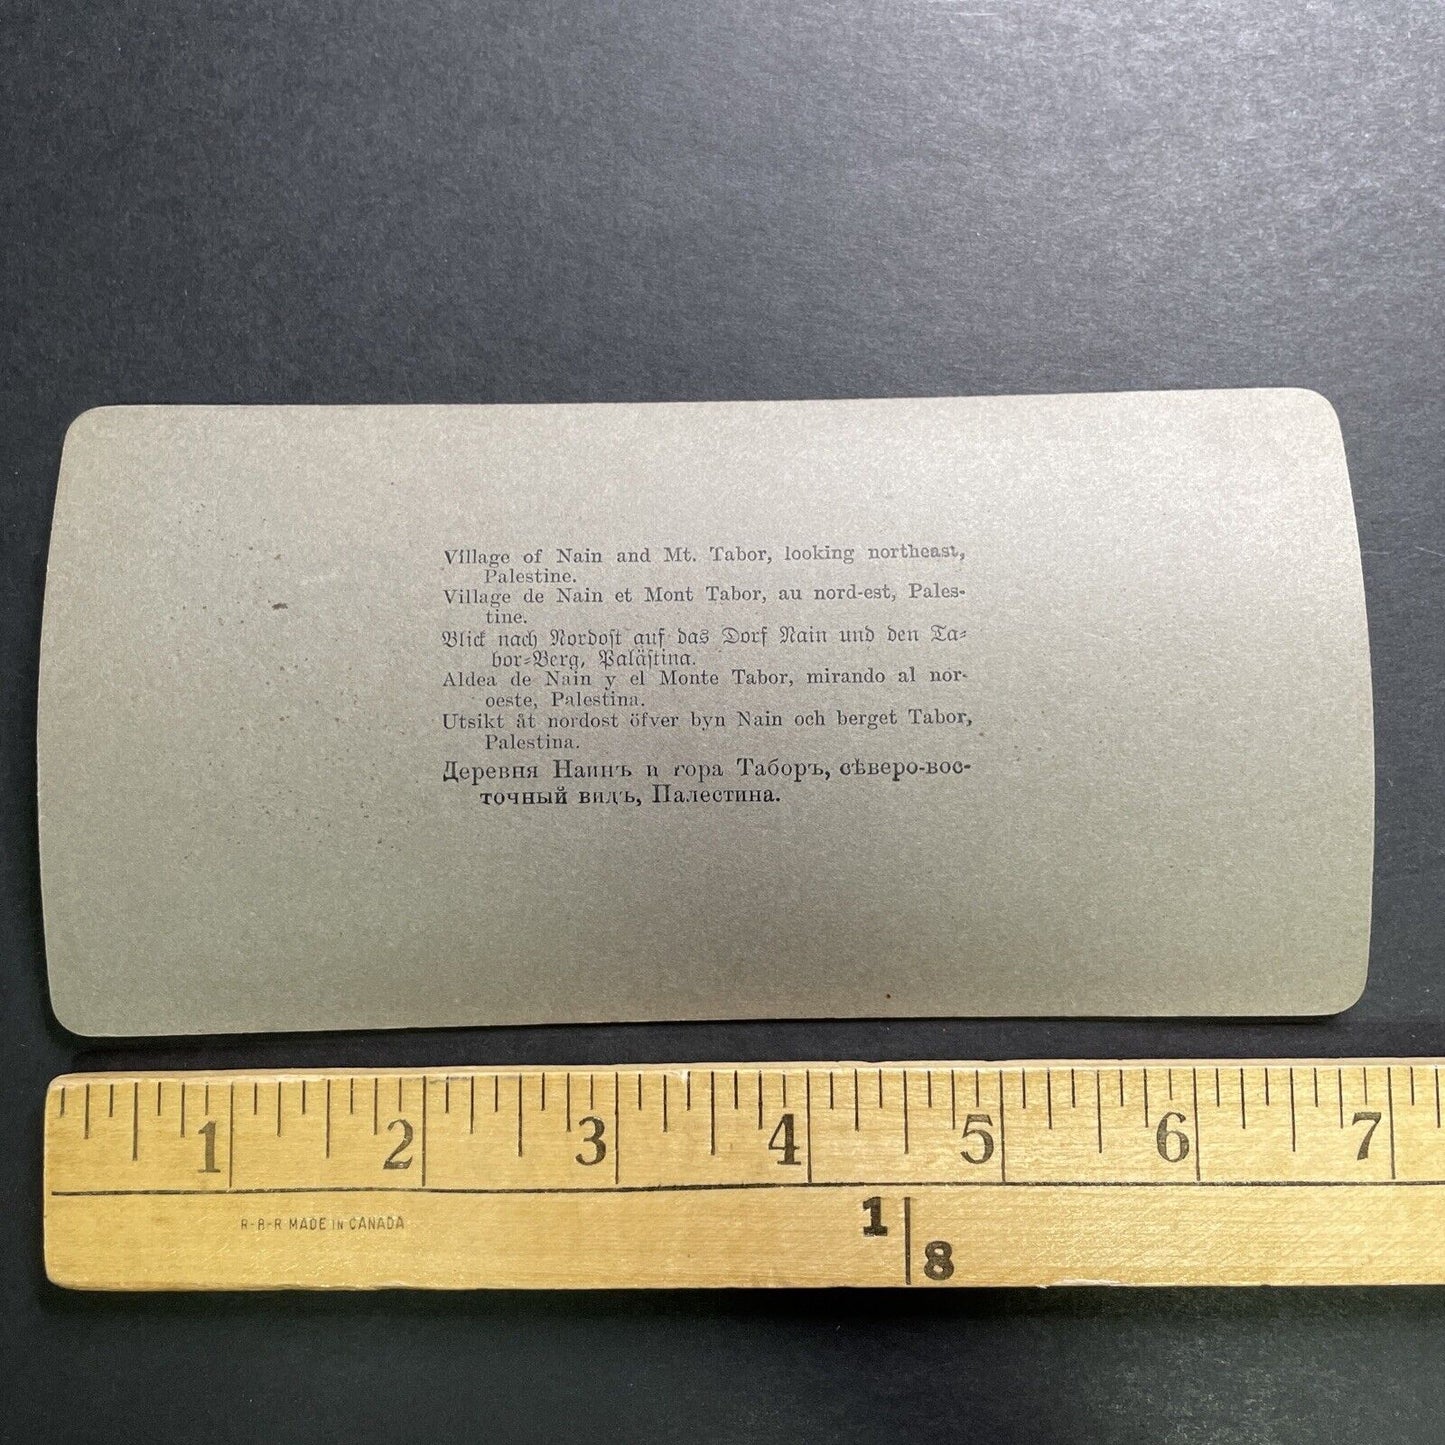 Village of Nain and Mt. Tabor, looking northeast,
Palestine.
Village de Nain et Mont Tabor, au nord-est, Pales-
tine.
Blick nach Nordost auf das Dorf Nain und den Ta-
bor-Berg, Palästina.
Aldea de Nain y el Monte Tabor, mirando al nor-
oeste, Palestina.
Utsikt åt nordost öfver byn Nain och berget Tabor,
Palestina.
Деревня Наинъ и гора Таборъ, сѣверо-вос-
точный видъ, Палестина.
1 2 3 4 5 6 7
R-B-R MADE IN CANADA
1
8